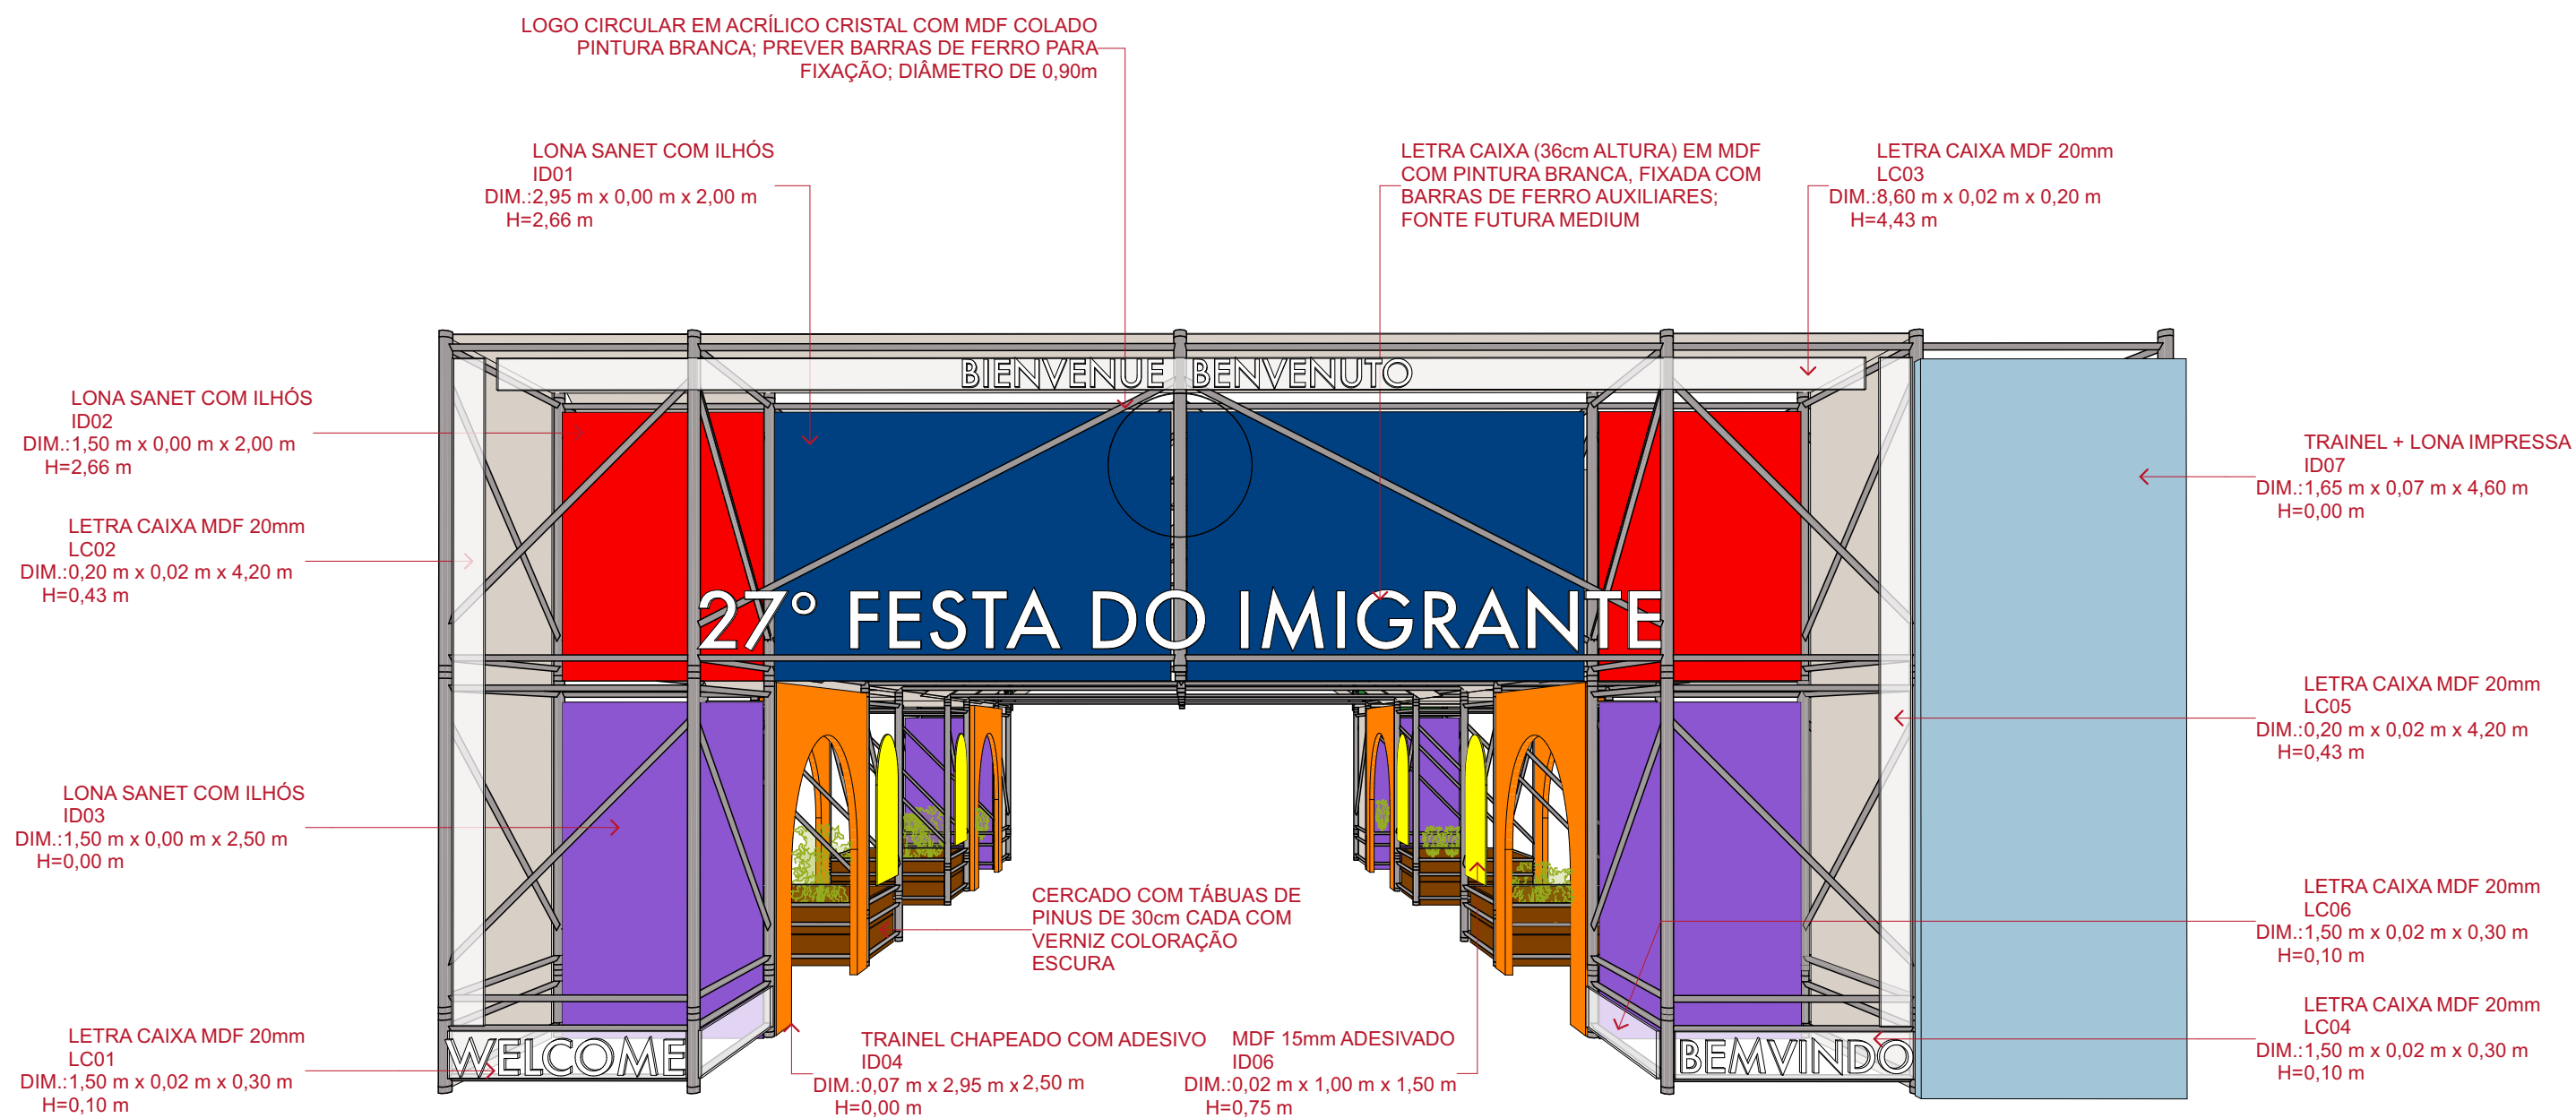 LOGO CIRCULAR EM ACRÍLICO CRISTAL COM MDF COLADO
PINTURA BRANCA; PREVER BARRAS DE FERRO PARA
FIXAÇÃO; DIÂMETRO DE 0,90m
LONA SANET COM ILHÓS
ID01
DIM.:2,95 m x 0,00 m x 2,00 m
H=2,66 m
LETRA CAIXA (36cm ALTURA) EM MDF
COM PINTURA BRANCA, FIXADA COM
BARRAS DE FERRO AUXILIARES;
FONTE FUTURA MEDIUM
LETRA CAIXA MDF 20mm
LC03
DIM.:8,60 m x 0,02 m x 0,20 m
H=4,43 m
BIENVENUE BENVENUTO
LONA SANET COM ILHÓS
ID02
DIM.:1,50 m x 0,00 m x 2,00 m
H=2,66 m
TRAINEL + LONA IMPRESSA
ID07
DIM.:1,65 m x 0,07 m x 4,60 m
H=0,00 m
LETRA CAIXA MDF 20mm
LC02
DIM.:0,20 m x 0,02 m x 4,20 m
H=0,43 m
27º FESTA DO IMIGRANTE
LETRA CAIXA MDF 20mm
LC05
DIM.:0,20 m x 0,02 m x 4,20 m
H=0,43 m
LONA SANET COM ILHÓS
ID03
DIM.:1,50 m x 0,00 m x 2,50 m
H=0,00 m
CERCADO COM TÁBUAS DE
PINUS DE 30cm CADA COM
VERNIZ COLORAÇÃO
ESCURA
LETRA CAIXA MDF 20mm
LC06
DIM.:1,50 m x 0,02 m x 0,30 m
H=0,10 m
LETRA CAIXA MDF 20mm
LC01
DIM.:1,50 m x 0,02 m x 0,30 m
H=0,10 m
WELCOME
TRAINEL CHAPEADO COM ADESIVO
ID04
DIM.:0,07 m x 2,95 m x 2,50 m
H=0,00 m
MDF 15mm ADESIVADO
ID06
DIM.:0,02 m x 1,00 m x 1,50 m
H=0,75 m
BEMVINDO
LETRA CAIXA MDF 20mm
LC04
DIM.:1,50 m x 0,02 m x 0,30 m
H=0,10 m